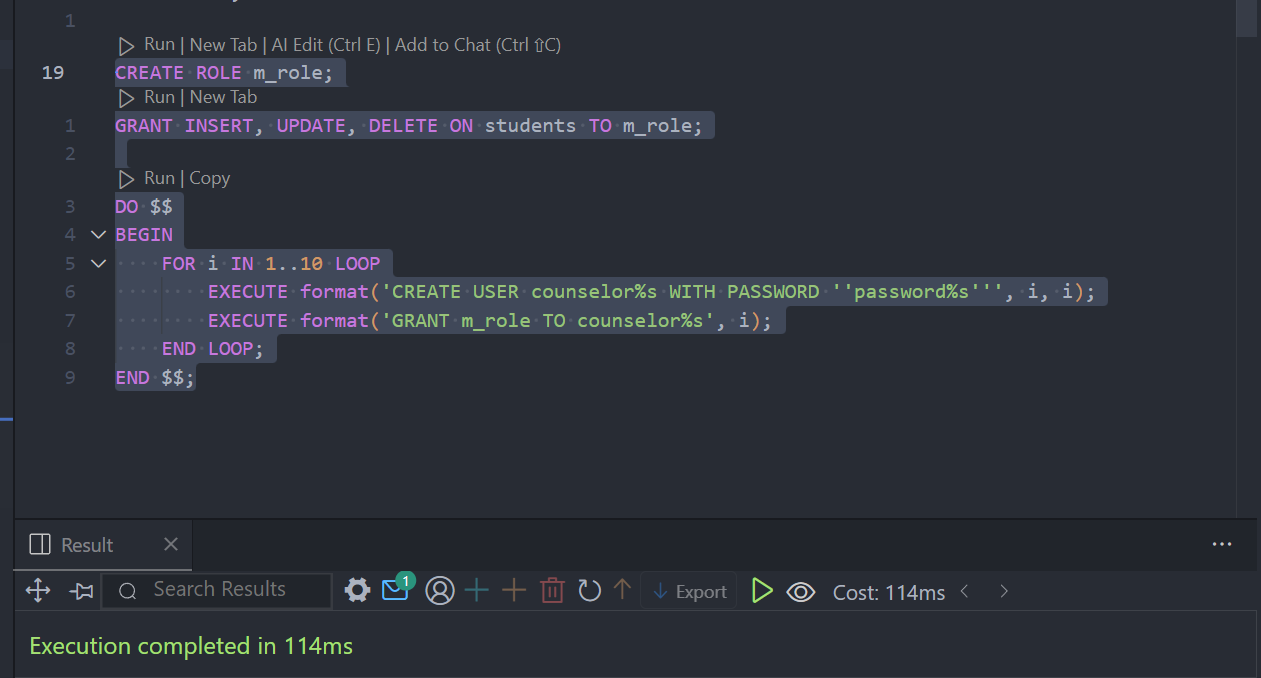 1
Run | New Tab | AI Edit (Ctrl E) | Add to Chat (Ctrl ⇧C)
19 CREATE ROLE m_role;
Run | New Tab
1 GRANT INSERT, UPDATE, DELETE ON students TO m_role;
2
Run | Copy
3 DO $$
4 BEGIN
5     FOR i IN 1..10 LOOP
6         EXECUTE format('CREATE USER counselor%s WITH PASSWORD ''password%s''', i, i);
7         EXECUTE format('GRANT m_role TO counselor%s', i);
8     END LOOP;
9 END $$;
Result
Search Results 1 Export Cost: 114ms
Execution completed in 114ms